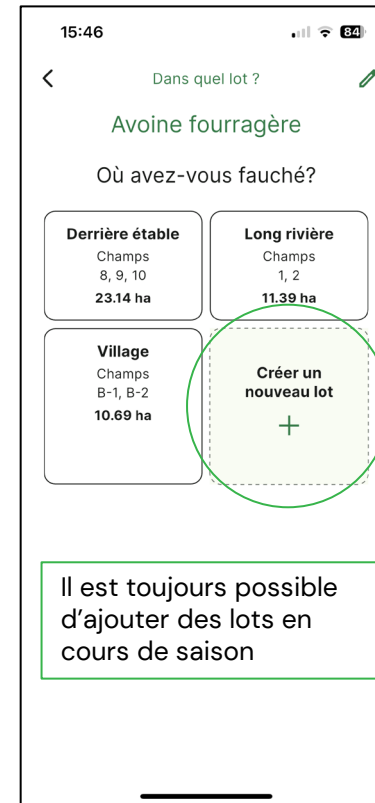 15:46
84
Dans quel lot ?
Avoine fourragère
Où avez-vous fauché?
Derrière étable
Champs
8, 9, 10
23.14 ha
Long rivière
Champs
1, 2
11.39 ha
Village
Champs
B-1, B-2
10.69 ha
Créer un
nouveau lot
+
Il est toujours possible
d’ajouter des lots en
cours de saison